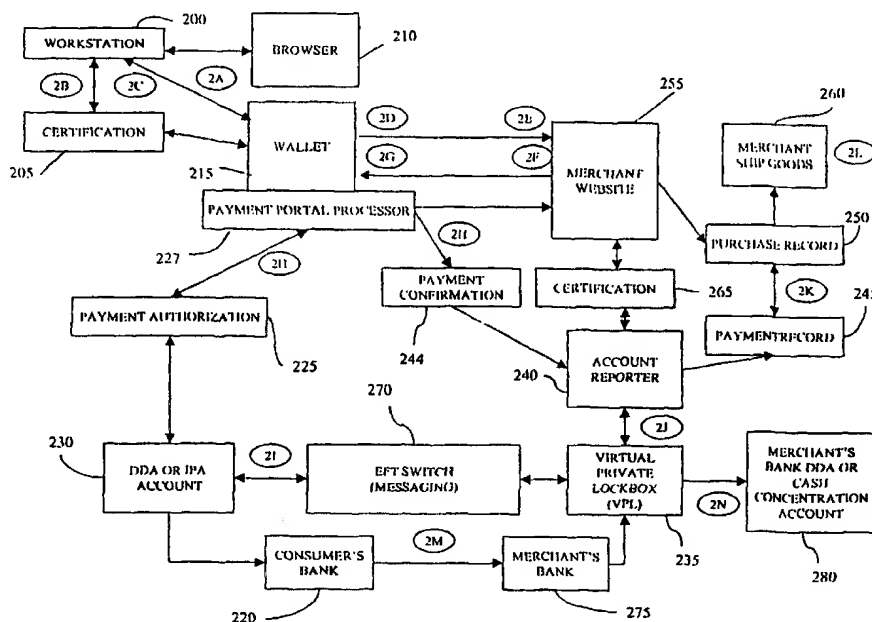 200
WORKSTATION
BROWSER
210
2B
2C
2A
255
260
CERTIFICATION
205
215
WALLET
2D
2E
2G
2F
MERCHANT
WEBSITE
MERCHANT
SHIP GOODS
2L
PAYMENT PORTAL PROCESSOR
227
2H
2H
PURCHASE RECORD
250
PAYMENT
CONFIRMATION
244
CERTIFICATION
265
2K
245
PAYMENT AUTHORIZATION
225
PAYMENTRECORD
ACCOUNT
REPORTER
240
270
230
2J
DDA OR IPA
ACCOUNT
2I
EFT SWITCH
(MESSAGING)
VIRTUAL
PRIVATE
LOCKBOX
(VPL)
235
2N
MERCHANT'S
BANK DDA OR
CASH
CONCENTRATION
ACCOUNT
280
CONSUMER'S
BANK
220
2M
MERCHANT'S
BANK
275